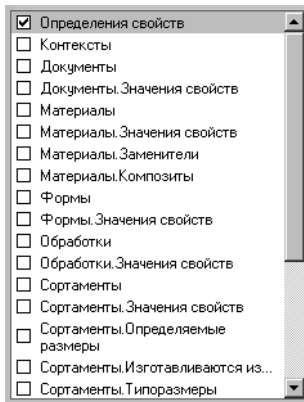 Определения свойств
Контексты
Документы
Документы.Значения свойств
Материалы
Материалы.Значения свойств
Материалы.Заменители
Материалы.Композиты
Формы
Формы.Значения свойств
Обработки
Обработки.Значения свойств
Сортаменты
Сортаменты.Значения свойств
Сортаменты.Определяемые
размеры
Сортаменты.Изготавливаются из...
Сортаменты.Типоразмеры